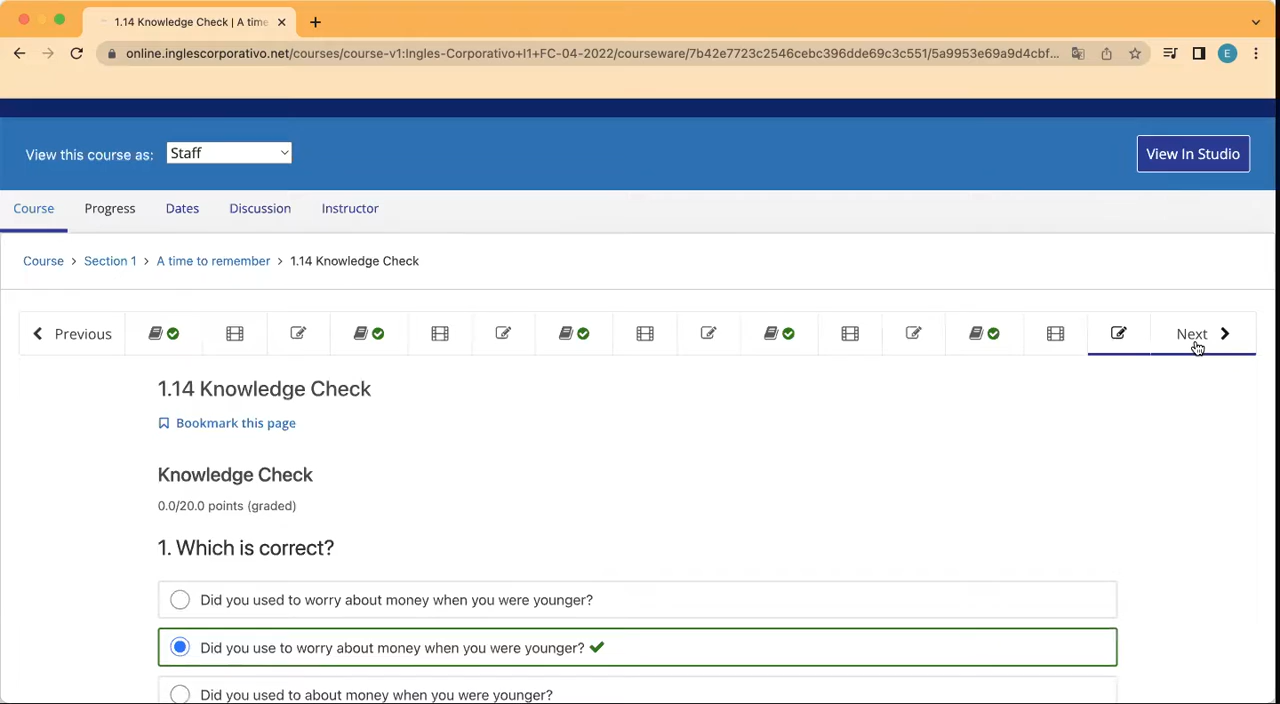 1.14 Knowledge Check | A time
online.inglescorporativo.net/courses/course-v1:Ingles-Corporativo+I1+FC-04-2022/courseware/7b42e7723c2546cebc396dde69c3c551/5a9953e69a9d4cbf...
E
View this course as: Staff
View In Studio
Course Progress Dates Discussion Instructor
Course > Section 1 > A time to remember > 1.14 Knowledge Check
Previous Next
1.14 Knowledge Check
Bookmark this page
Knowledge Check
0.0/20.0 points (graded)
1. Which is correct?
Did you used to worry about money when you were younger?
Did you use to worry about money when you were younger?
Did you used to about money when you were younger?